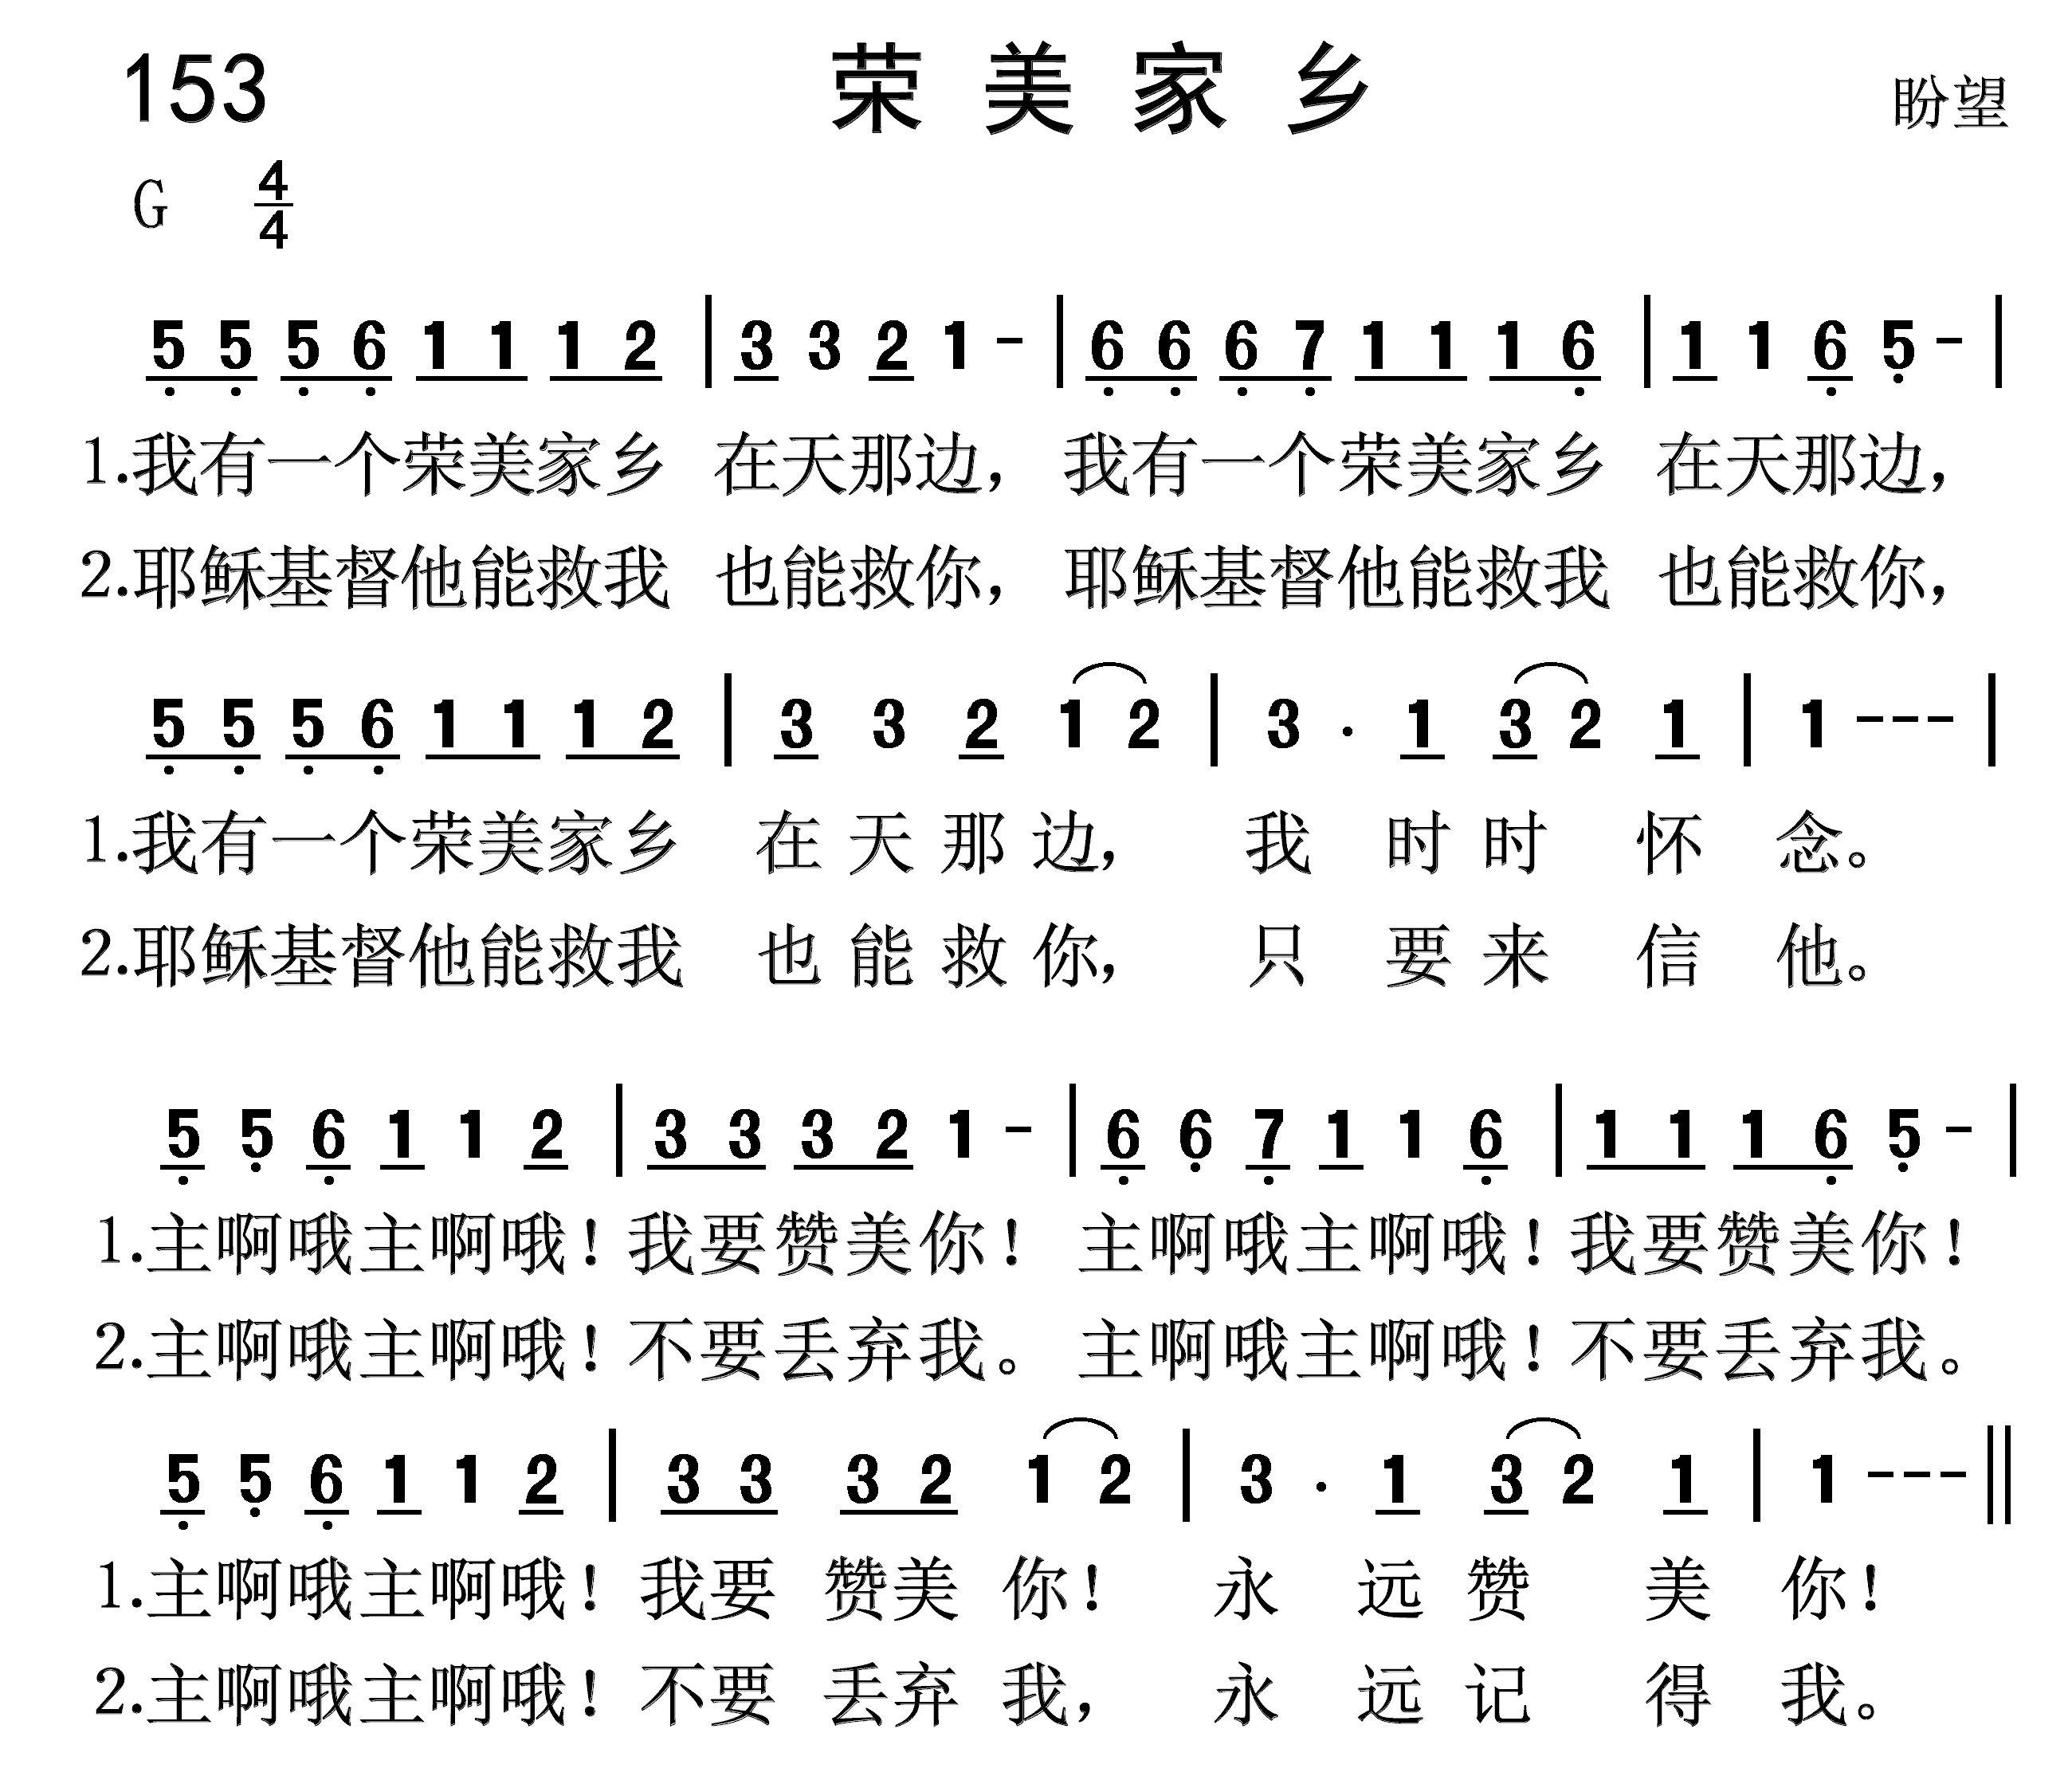 153 荣美家乡 盼望
G 4/4
5 5 5 6 1 1 1 2 | 3 3 2 1 - | 6 6 6 7 1 1 1 6 | 1 1 6 5 - |
1.我有一个荣美家乡 在天那边， 我有一个荣美家乡 在天那边，
2.耶稣基督他能救我 也能救你， 耶稣基督他能救我 也能救你，
5 5 5 6 1 1 1 2 | 3 3 2 1 2 | 3 . 1 3 2 1 | 1 - - - |
1.我有一个荣美家乡 在天那边， 我时时怀念。
2.耶稣基督他能救我 也能救你， 只要来信他。
5 5 6 1 1 2 | 3 3 3 2 1 - | 6 6 7 1 1 6 | 1 1 1 6 5 - |
1.主啊哦主啊哦！我要赞美你！ 主啊哦主啊哦！我要赞美你！
2.主啊哦主啊哦！不要丢弃我。 主啊哦主啊哦！不要丢弃我。
5 5 6 1 1 2 | 3 3 3 2 1 2 | 3 . 1 3 2 1 | 1 - - - ||
1.主啊哦主啊哦！我要赞美你！ 永远赞美你！
2.主啊哦主啊哦！不要丢弃我， 永远记得我。